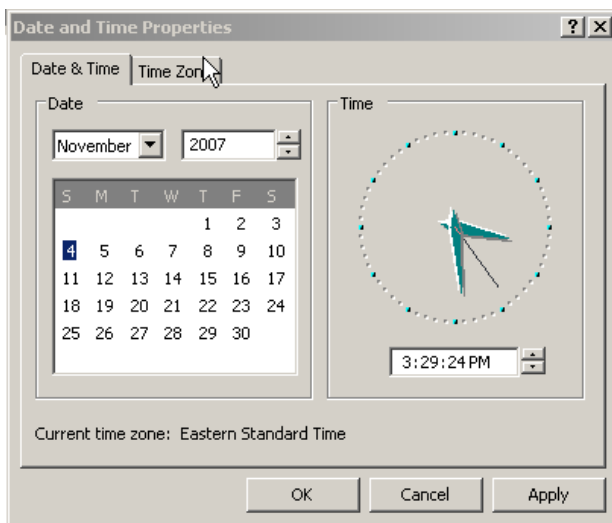 Date and Time Properties
Date & Time
Time Zon
Date
Time
November
2007
S M T W T F S
1 2 3
4 5 6 7 8 9 10
11 12 13 14 15 16 17
18 19 20 21 22 23 24
25 26 27 28 29 30
3:29:24 PM
Current time zone: Eastern Standard Time
OK
Cancel
Apply